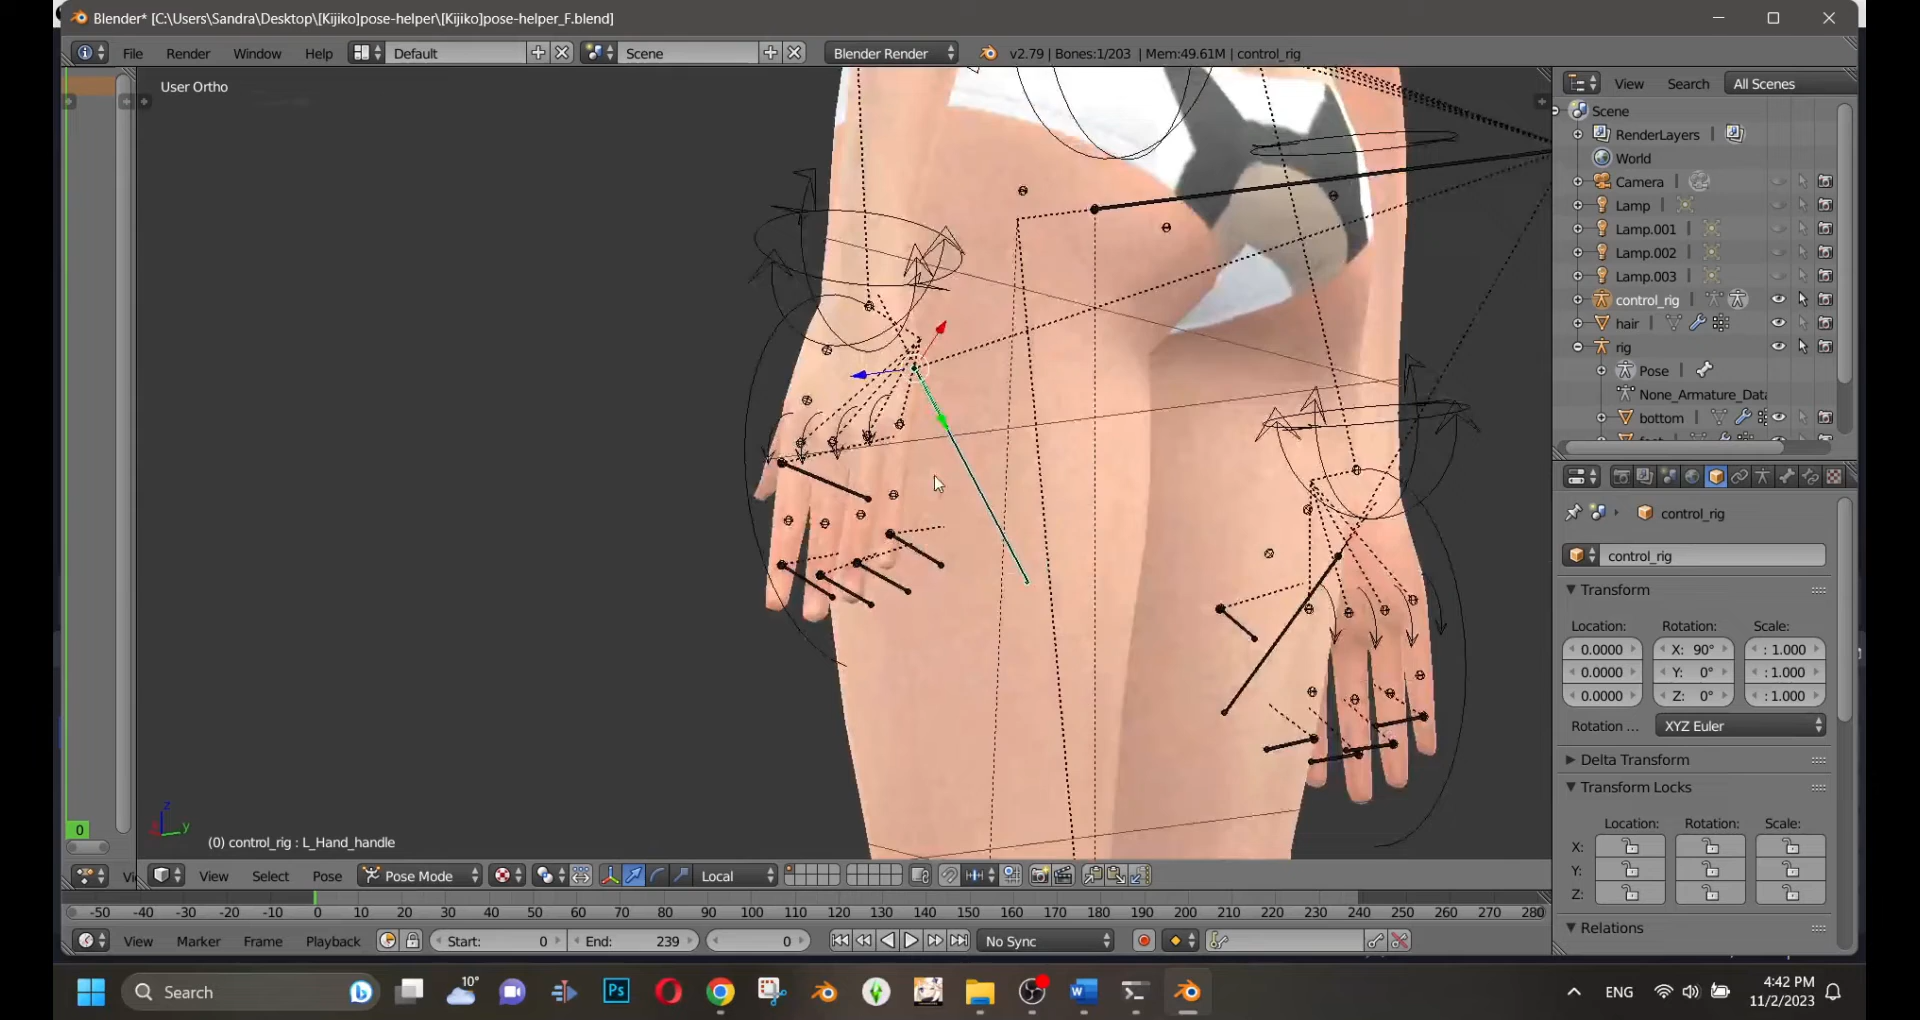 Blender* [C:\Users\Sandra\Desktop\[Kijiko]pose-helper\[Kijiko]pose-helper_F.blend]
File Render Window Help Default Scene Blender Render v2.79 | Bones:1/203 | Mem:49.61M | control_rig
User Ortho
View Search All Scenes
Scene
RenderLayers
World
Camera
Lamp
Lamp.001
Lamp.002
Lamp.003
control_rig
hair
rig
Pose
None_Armature_Data
bottom
control_rig
control_rig
Transform
Location: Rotation: Scale:
0.0000 X: 90° : 1.000
0.0000 Y: 0° : 1.000
0.0000 Z: 0° : 1.000
Rotation ... XYZ Euler
Delta Transform
Transform Locks
Location: Rotation: Scale:
X:
Y:
Z:
Relations
0
z
y
(0) control_rig : L_Hand_handle
Vi View Select Pose Pose Mode Local
-50 -40 -30 -20 -10 0 10 20 30 40 50 60 70 80 90 100 110 120 130 140 150 160 170 180 190 200 210 220 230 240 250 260 270 280
View Marker Frame Playback Start: 0 End: 239 0 No Sync
Search 10° Ps ENG 4:42 PM
11/2/2023